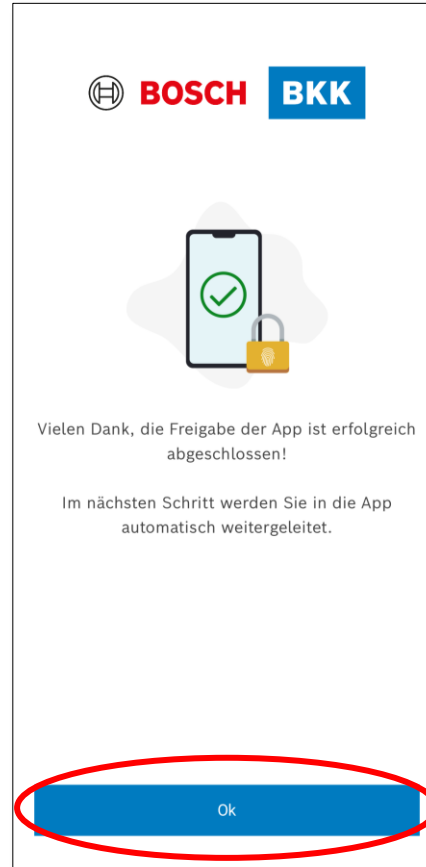 BOSCH BKK
Vielen Dank, die Freigabe der App ist erfolgreich
abgeschlossen!
Im nächsten Schritt werden Sie in die App
automatisch weitergeleitet.
Ok